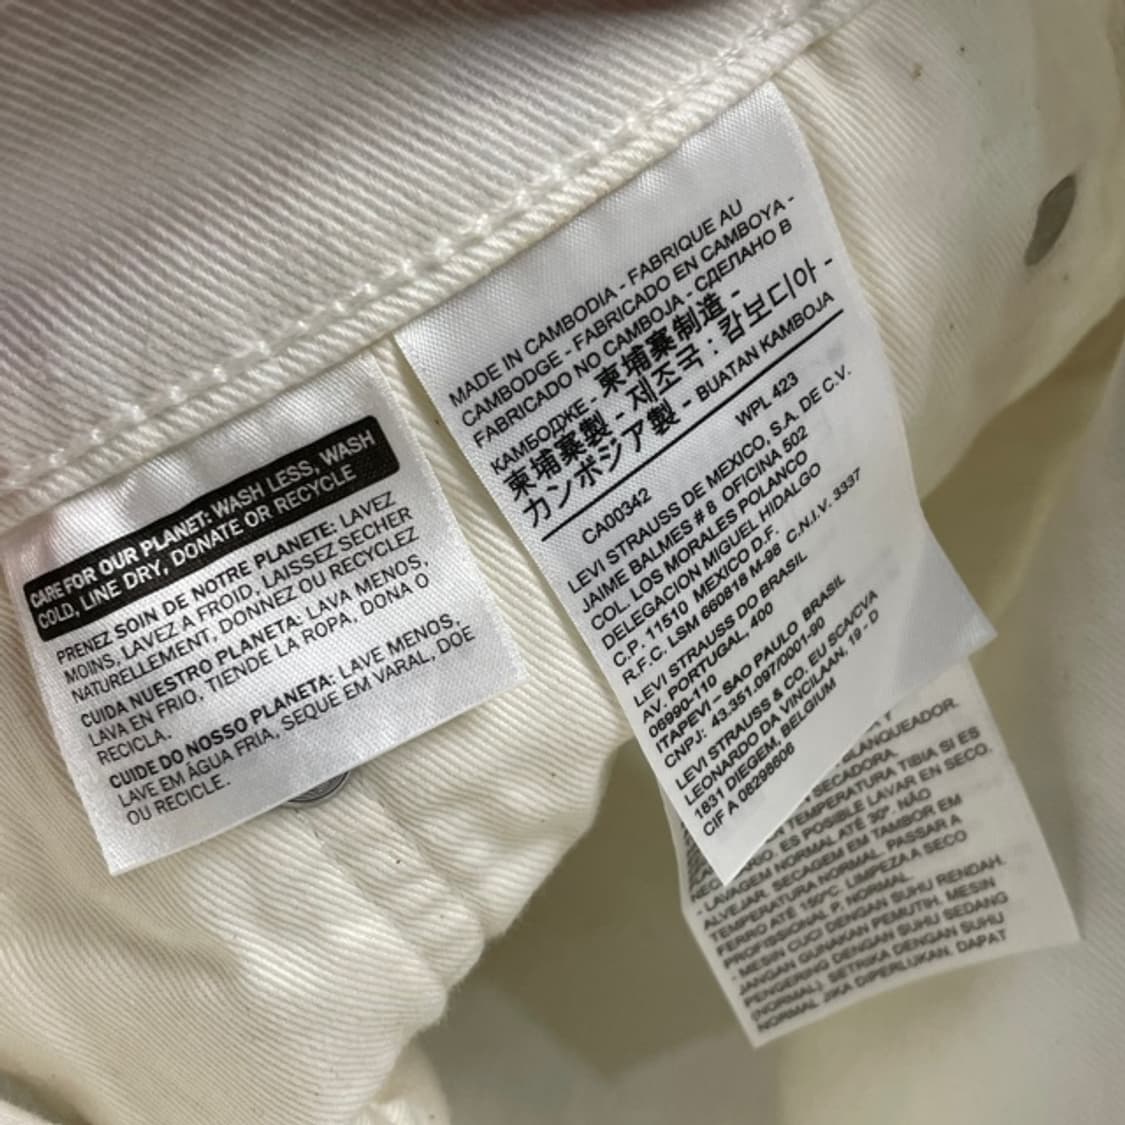 CARE FOR OUR PLANET: WASH LESS, WASH
COLD, LINE DRY, DONATE OR RECYCLE
PRENEZ SOIN DE NOTRE PLANETE: LAVEZ
MOINS, LAVEZ A FROID, LAISSEZ SECHER
NATURELLEMENT, DONNEZ OU RECYCLEZ
CUIDA NUESTRO PLANETA: LAVA MENOS,
LAVA EN FRIO, TIENDE LA ROPA, DONA O
RECICLA.
CUIDE DO NOSSO PLANETA: LAVE MENOS,
LAVE EM ÀGUA FRIA, SEQUE EM VARAL, DOE
OU RECICLE.
MADE IN CAMBODIA - FABRIQUE AU
CAMBODGE - FABRICADO EN CAMBOYA -
FABRICADO NO CAMBOJA - СДЕЛАНО В
КАМБОДЖЕ - 柬埔寨制造 -
柬埔寨製 - 제조국 : 캄보디아 -
カンボジア製 - BUATAN KAMBOJA
CA00342 WPL 423
LEVI STRAUSS DE MEXICO, S.A. DE C.V.
JAIME BALMES # 8 OFICINA 502
COL. LOS MORALES POLANCO
DELEGACION MIGUEL HIDALGO
C.P. 11510 MEXICO D.F.
R.F.C. LSM 660818 M-98 C.N.I.V. 3337
LEVI STRAUSS DO BRASIL
AV. PORTUGAL, 400
06990-110
ITAPEVI - SAO PAULO BRASIL
CNPJ: 43.351.097/0001-90
LEVI STRAUSS & CO. EU SCA/CVA
LEONARDO DA VINCILAAN, 19 - D
1831 DIEGEM, BELGIUM
CIF A 08298606
BLANQUEADOR.
SECADORA.
TEMPERATURA TIBIA SI ES
ES POSIBLE LAVAR EN SECO.
LAVAGEM NORMAL ATÉ 30°. NÃO
ALVEJAR. SECAGEM EM TAMBOR EM
TEMPERATURA NORMAL. PASSAR A
FERRO ATÉ 150°C. LIMPEZA A SECO
PROFISSIONAL P, NORMAL.
- MESIN CUCI DENGAN SUHU RENDAH.
JANGAN GUNAKAN PEMUTIH. MESIN
PENGERING DENGAN SUHU SEDANG
(NORMAL). SETRIKA DENGAN SUHU
NORMAL JIKA DIPERLUKAN. DAPAT